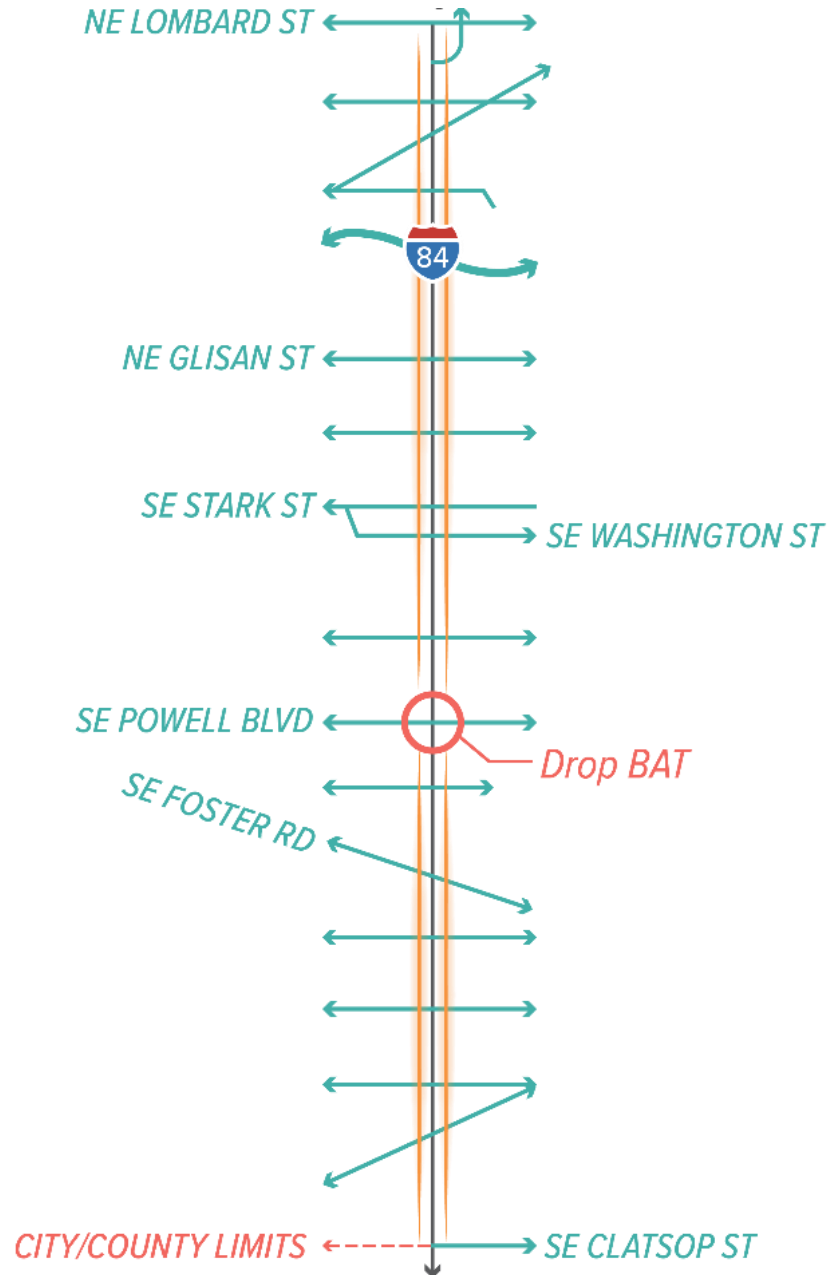 NE LOMBARD ST
84
NE GLISAN ST
SE STARK ST
SE WASHINGTON ST
SE POWELL BLVD
Drop BAT
SE FOSTER RD
CITY/COUNTY LIMITS
SE CLATSOP ST